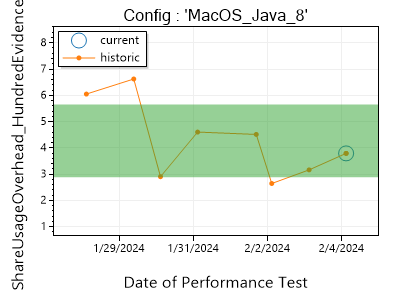 Config : 'MacOS_Java_8'
current
historic
ShareUsageOverhead_HundredEvidence
8
7
6
5
4
3
2
1
1/29/2024
1/31/2024
2/2/2024
2/4/2024
Date of Performance Test